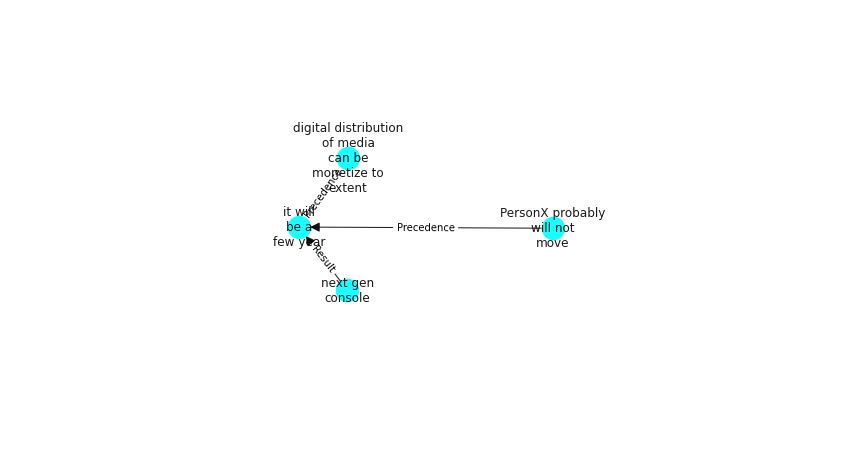 digital distribution
of media
can be
monetize to
extent
Precedence
it will
be a
few year
Precedence
PersonX probably
will not
move
Result
next gen
console